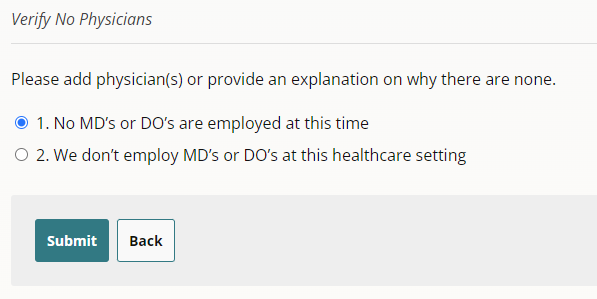 Verify No Physicians
Please add physician(s) or provide an explanation on why there are none.
1. No MD's or DO's are employed at this time
2. We don't employ MD's or DO's at this healthcare setting
Submit Back